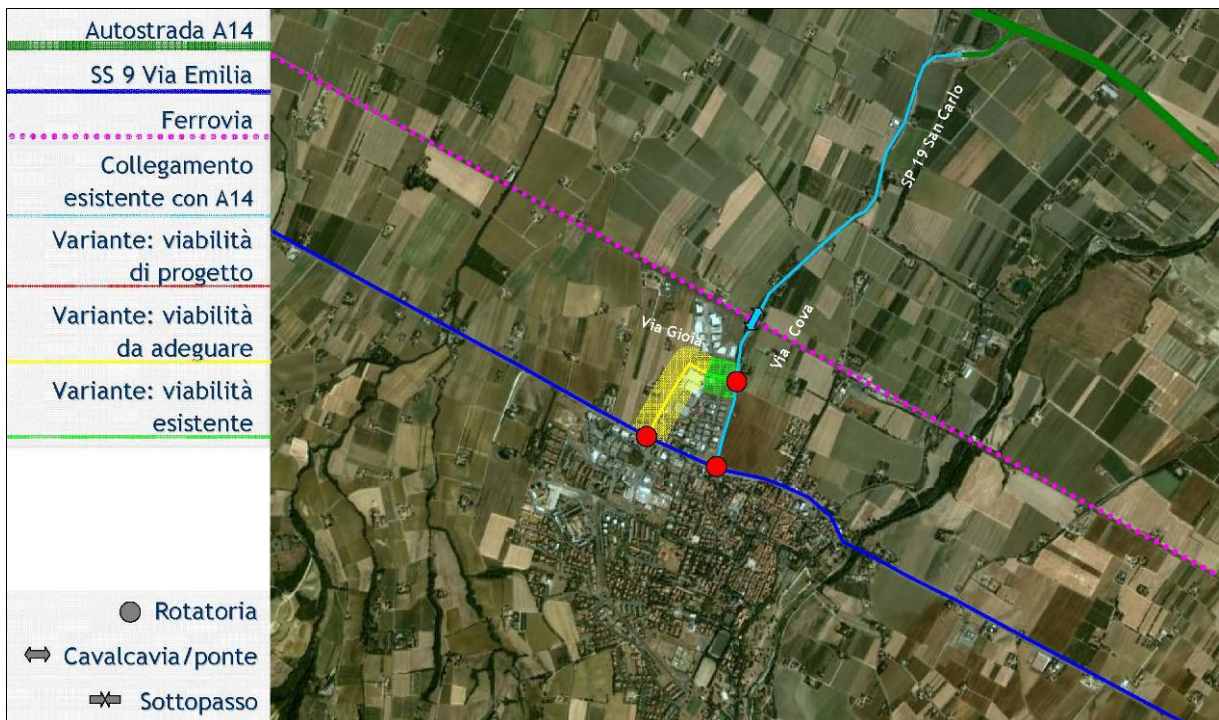 Autostrada A14
SS 9 Via Emilia
Ferrovia
Collegamento
esistente con A14
Variante: viabilità
di progetto
Variante: viabilità
da adeguare
Variante: viabilità
esistente
Rotatoria
Cavalcavia/ponte
Sottopasso
SP 19 San Carlo
Via Gioia
Via Cova